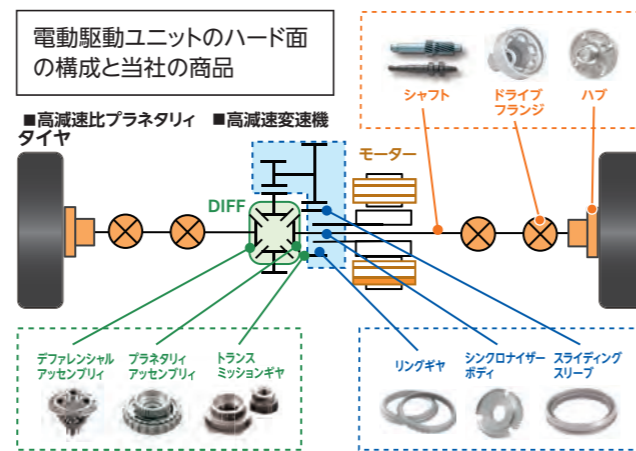 電動駆動ユニットのハード面
の構成と当社の商品
シャフト
ドライブ
フランジ
ハブ
■高減速比プラネタリィ ■高減速変速機
タイヤ
モーター
DIFF
デファレンシャル
アッセンブリィ
プラネタリィ
アッセンブリィ
トランス
ミッションギヤ
リングギヤ
シンクロナイザー
ボディ
スライディング
スリーブ